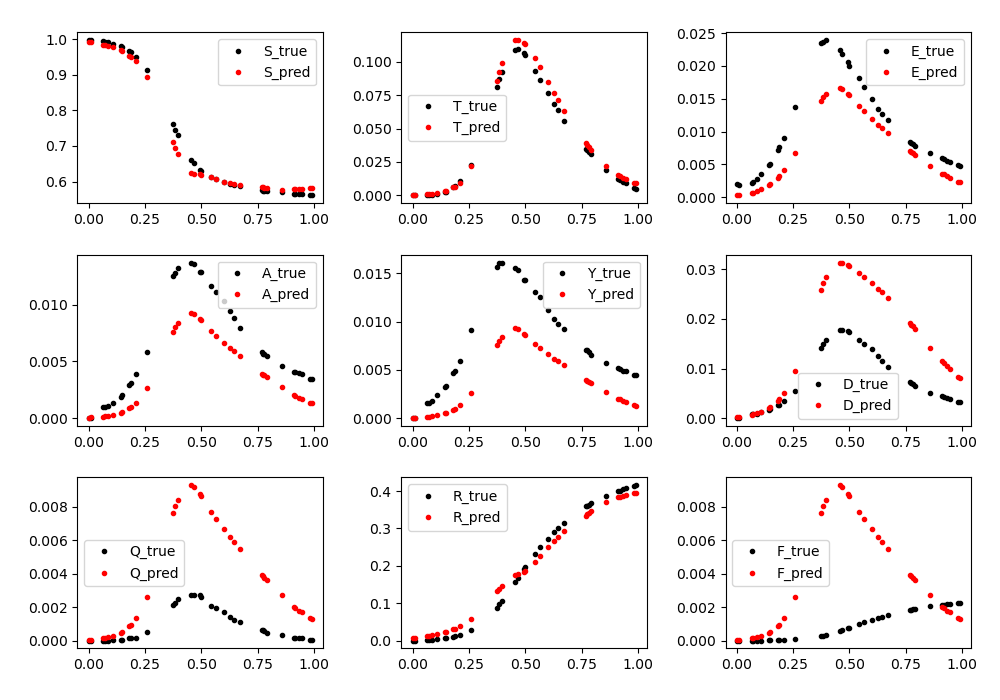 1.0
0.9
0.8
0.7
0.6
S_true
S_pred
0.00 0.25 0.50 0.75 1.00
0.100
0.075
0.050
0.025
0.000
T_true
T_pred
0.00 0.25 0.50 0.75 1.00
0.025
0.020
0.015
0.010
0.005
0.000
E_true
E_pred
0.00 0.25 0.50 0.75 1.00
0.010
0.005
0.000
A_true
A_pred
0.00 0.25 0.50 0.75 1.00
0.015
0.010
0.005
0.000
Y_true
Y_pred
0.00 0.25 0.50 0.75 1.00
0.03
0.02
0.01
0.00
D_true
D_pred
0.00 0.25 0.50 0.75 1.00
0.008
0.006
0.004
0.002
0.000
Q_true
Q_pred
0.00 0.25 0.50 0.75 1.00
0.4
0.3
0.2
0.1
0.0
R_true
R_pred
0.00 0.25 0.50 0.75 1.00
0.008
0.006
0.004
0.002
0.000
F_true
F_pred
0.00 0.25 0.50 0.75 1.00